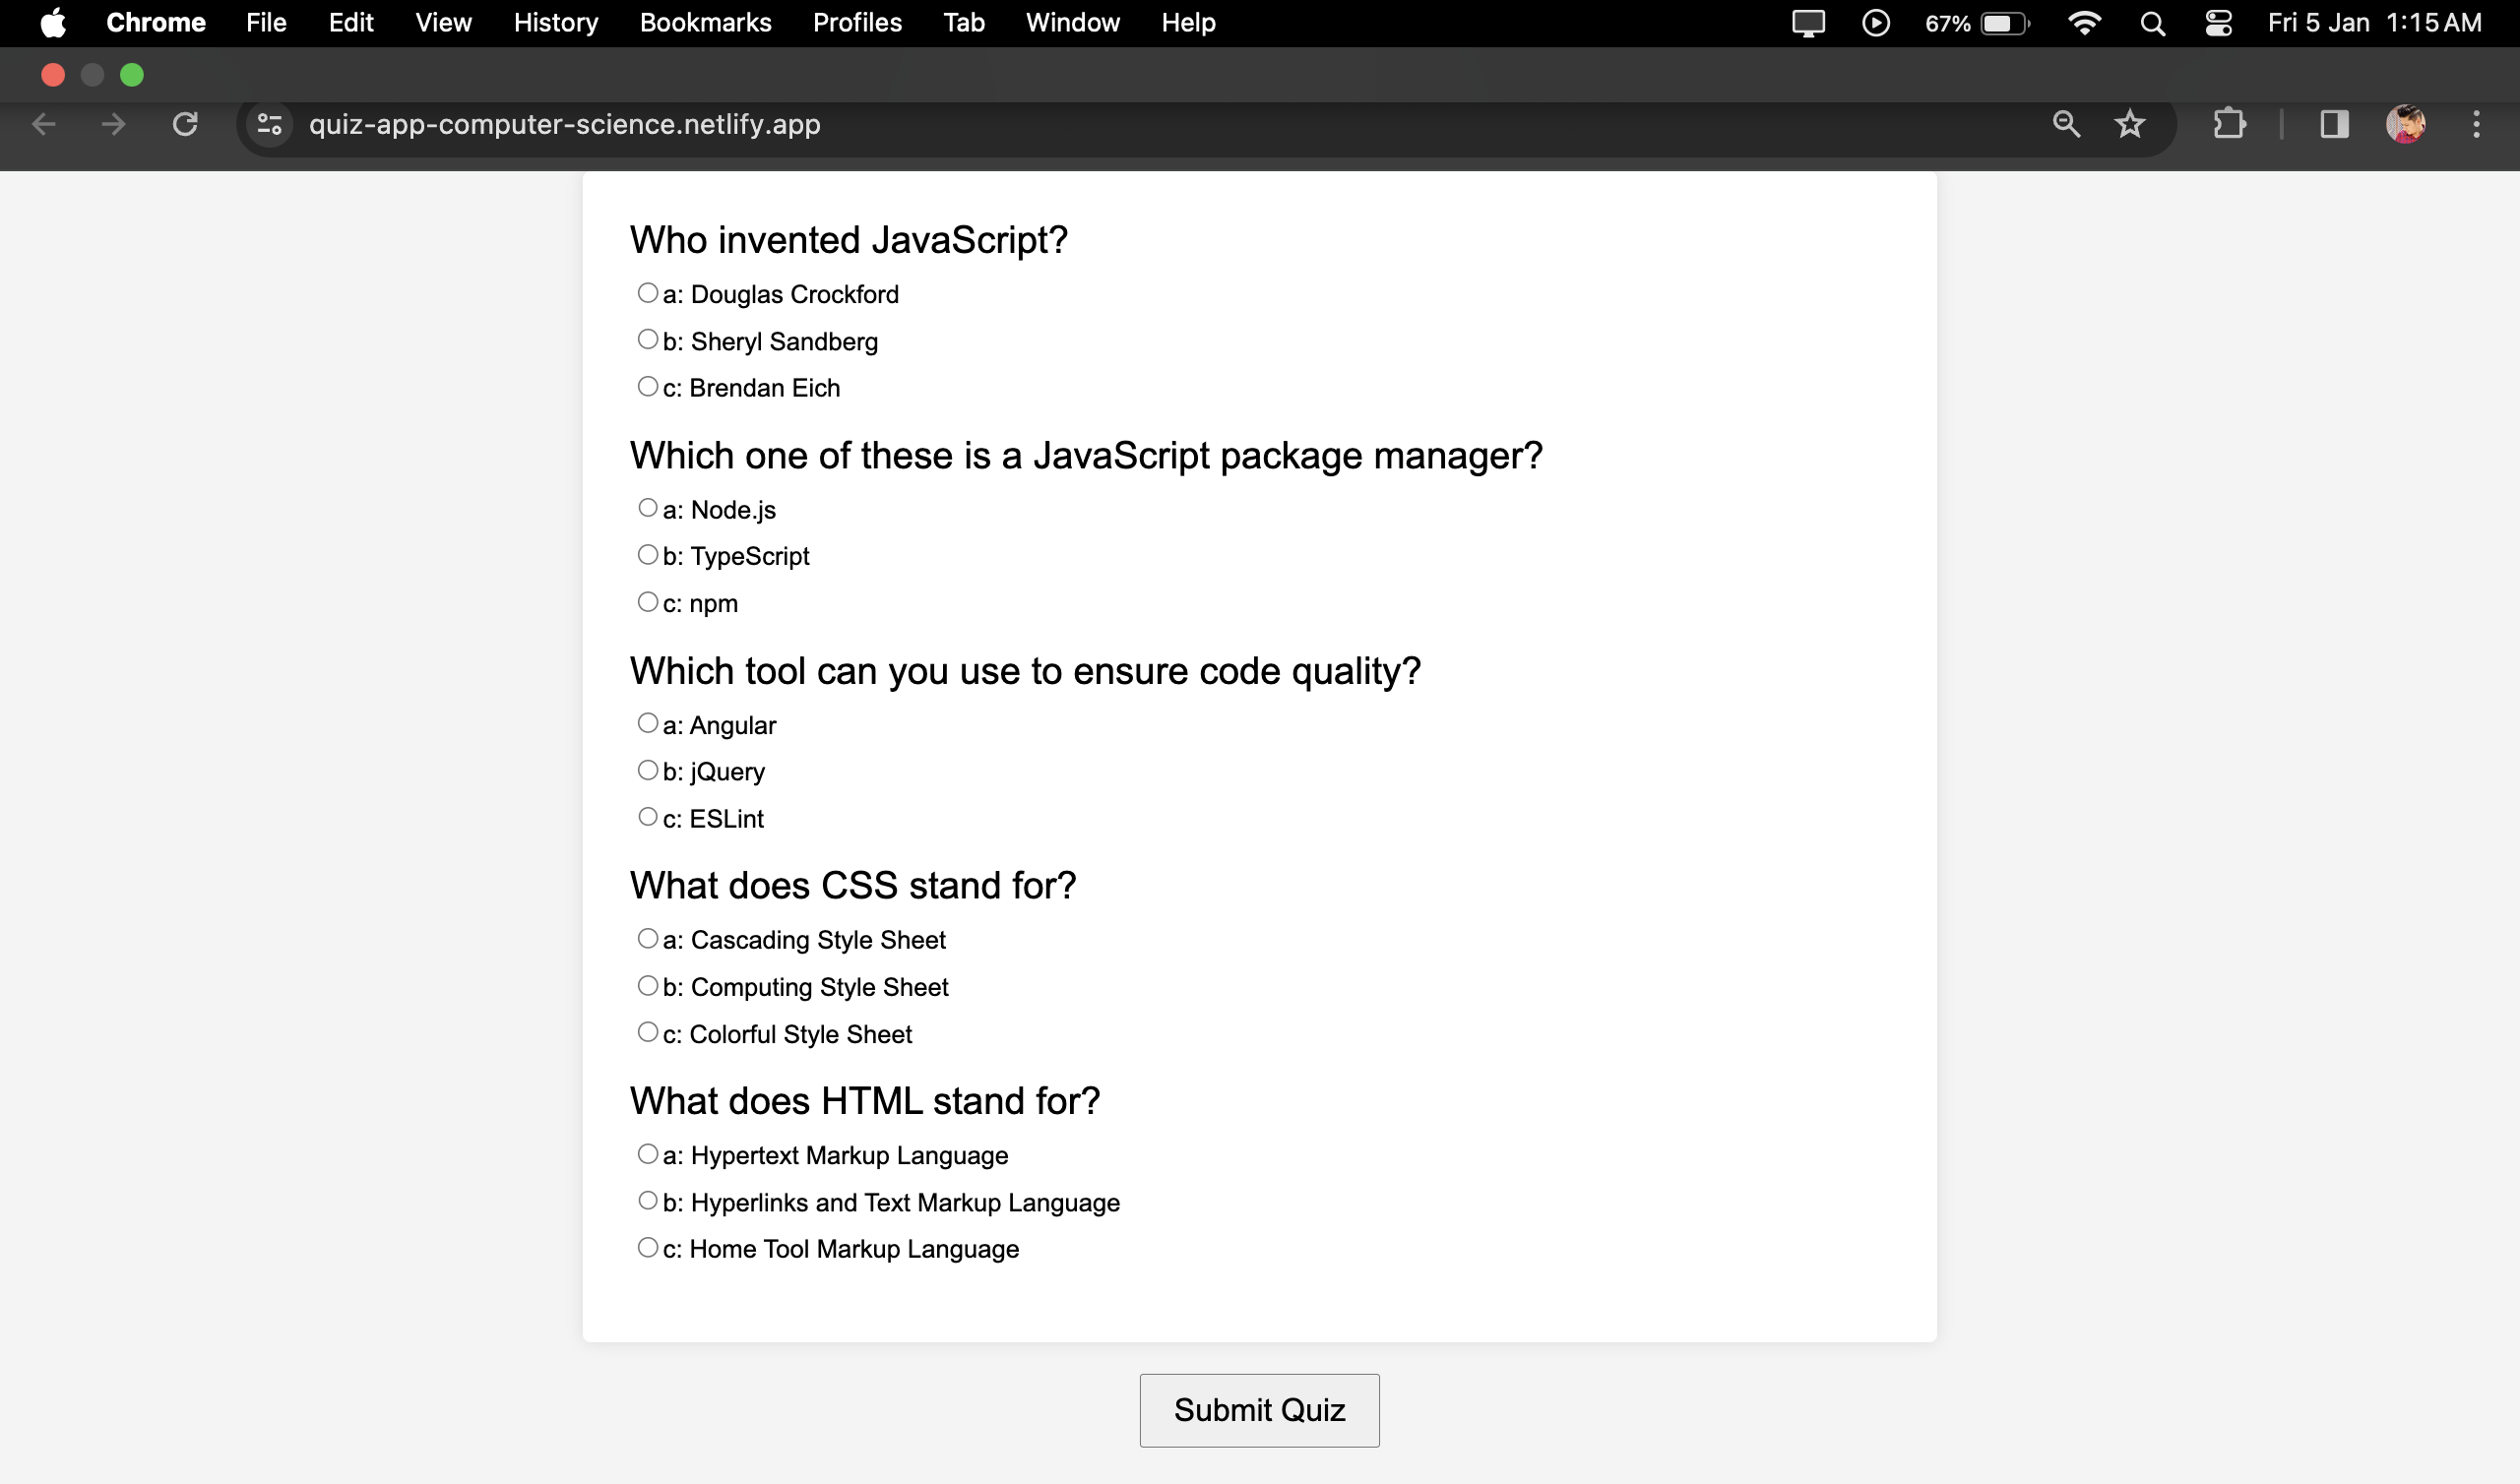 Chrome File Edit View History Bookmarks Profiles Tab Window Help 67% Fri 5 Jan 1:15 AM
quiz-app-computer-science.netlify.app
Who invented JavaScript?
a: Douglas Crockford
b: Sheryl Sandberg
c: Brendan Eich
Which one of these is a JavaScript package manager?
a: Node.js
b: TypeScript
c: npm
Which tool can you use to ensure code quality?
a: Angular
b: jQuery
c: ESLint
What does CSS stand for?
a: Cascading Style Sheet
b: Computing Style Sheet
c: Colorful Style Sheet
What does HTML stand for?
a: Hypertext Markup Language
b: Hyperlinks and Text Markup Language
c: Home Tool Markup Language
Submit Quiz